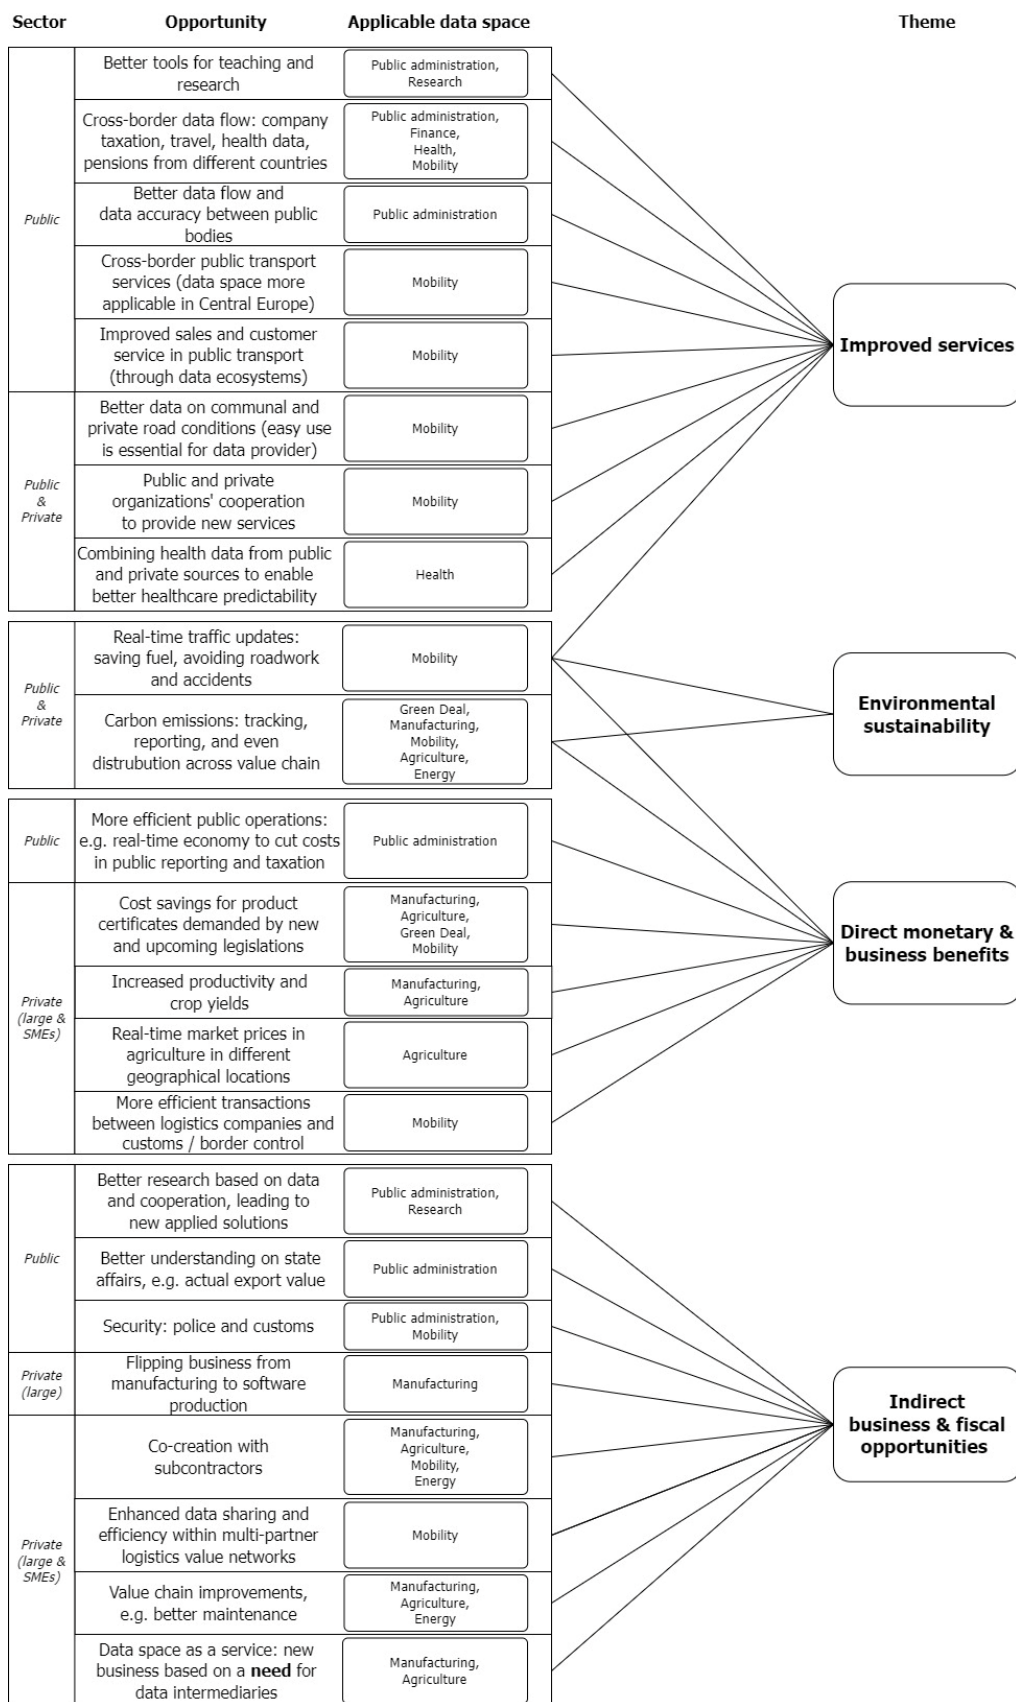 Sector Opportunity Applicable data space Theme
Public
Better tools for teaching and
research
Public administration,
Research
Cross-border data flow: company
taxation, travel, health data,
pensions from different countries
Public administration,
Finance,
Health,
Mobility
Better data flow and
data accuracy between public
bodies
Public administration
Cross-border public transport
services (data space more
applicable in Central Europe)
Mobility
Improved sales and customer
service in public transport
(through data ecosystems)
Mobility
Improved services
Public
&
Private
Better data on communal and
private road conditions (easy use
is essential for data provider)
Mobility
Public and private
organizations' cooperation
to provide new services
Mobility
Combining health data from public
and private sources to enable
better healthcare predictability
Health
Public
&
Private
Real-time traffic updates:
saving fuel, avoiding roadwork
and accidents
Mobility
Carbon emissions: tracking,
reporting, and even
distrubution across value chain
Green Deal,
Manufacturing,
Mobility,
Agriculture,
Energy
Environmental
sustainability
Public
More efficient public operations:
e.g. real-time economy to cut costs
in public reporting and taxation
Public administration
Private
(large &
SMEs)
Cost savings for product
certificates demanded by new
and upcoming legislations
Manufacturing,
Agriculture,
Green Deal,
Mobility
Direct monetary &
business benefits
Increased productivity and
crop yields
Manufacturing,
Agriculture
Real-time market prices in
agriculture in different
geographical locations
Agriculture
More efficient transactions
between logistics companies and
customs / border control
Mobility
Public
Better research based on data
and cooperation, leading to
new applied solutions
Public administration,
Research
Better understanding on state
affairs, e.g. actual export value
Public administration
Security: police and customs
Public administration,
Mobility
Private
(large)
Flipping business from
manufacturing to software
production
Manufacturing
Indirect
business & fiscal
opportunities
Private
(large &
SMEs)
Co-creation with
subcontractors
Manufacturing,
Agriculture,
Mobility,
Energy
Enhanced data sharing and
efficiency within multi-partner
logistics value networks
Mobility
Value chain improvements,
e.g. better maintenance
Manufacturing,
Agriculture,
Energy
Data space as a service: new
business based on a need for
data intermediaries
Manufacturing,
Agriculture